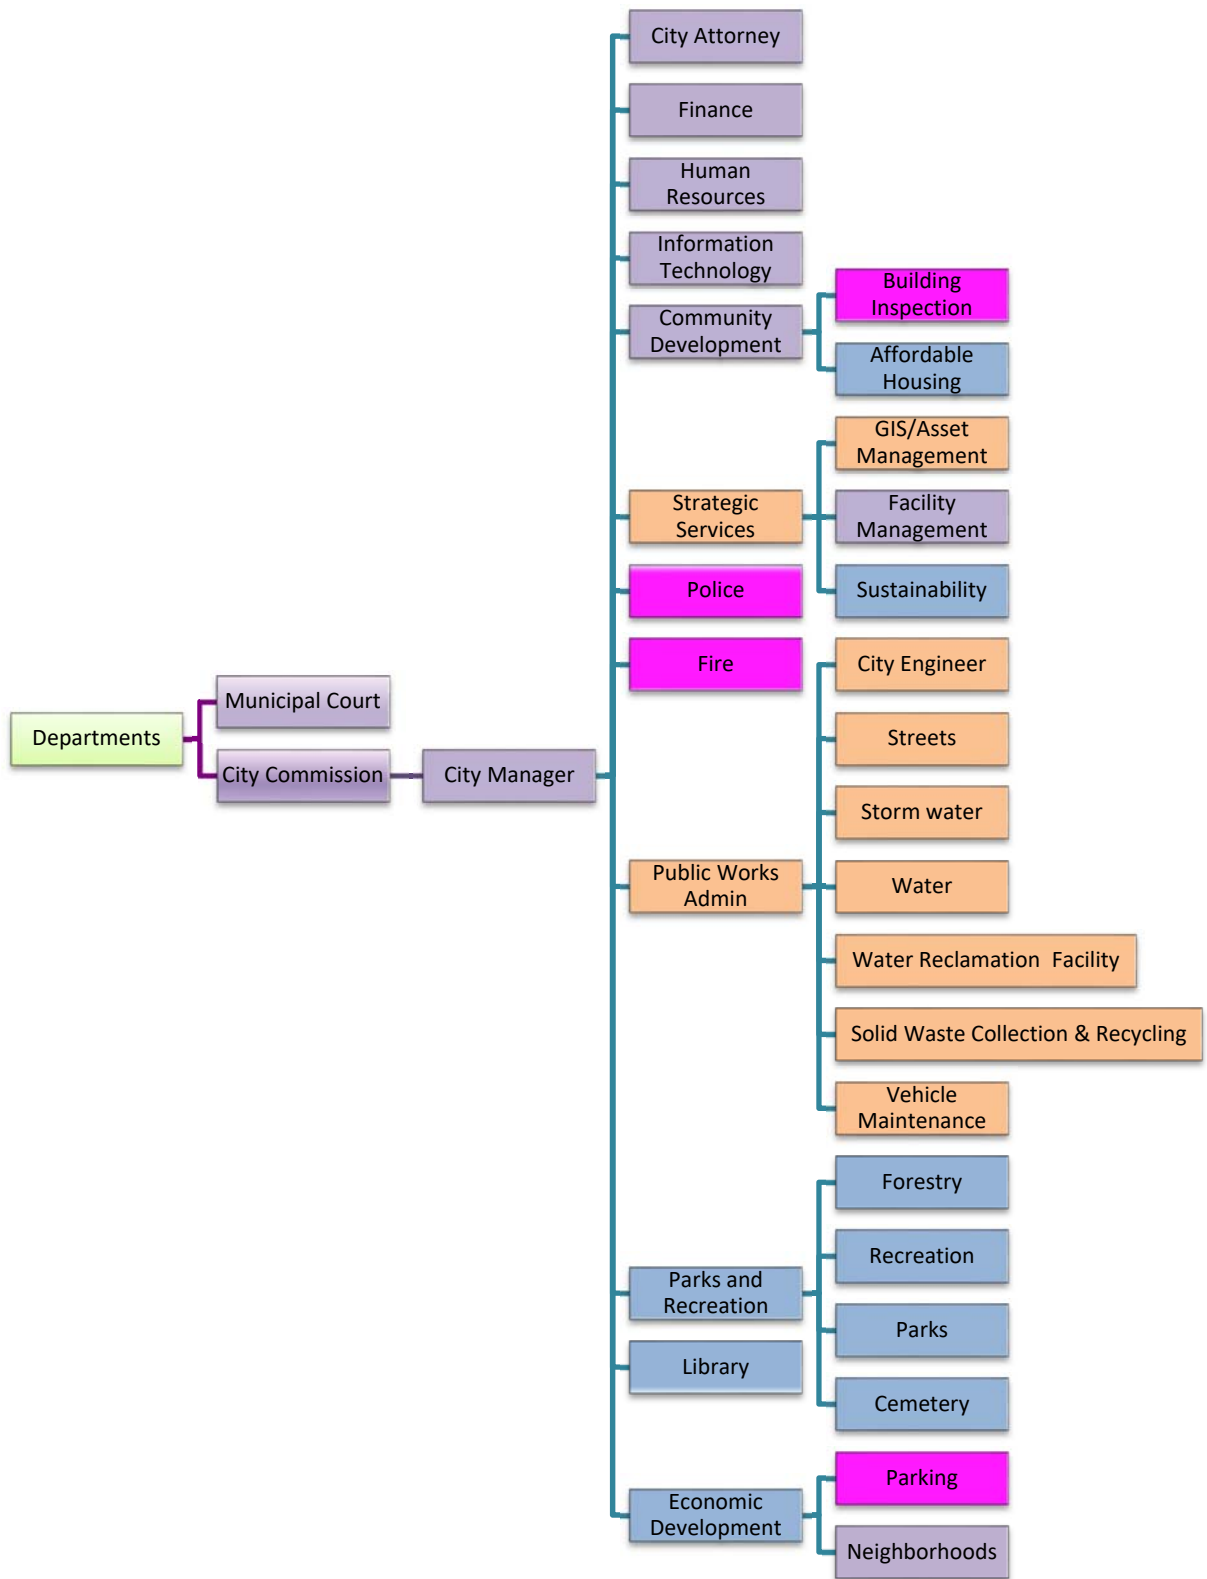 City Attorney
Finance
Human
Resources
Information
Technology
Community
Development
Building
Inspection
Affordable
Housing
Strategic
Services
GIS/Asset
Management
Facility
Management
Sustainability
Police
Fire
Departments
Municipal Court
City Commission
City Manager
Public Works
Admin
City Engineer
Streets
Storm water
Water
Water Reclamation  Facility
Solid Waste Collection & Recycling
Vehicle
Maintenance
Parks and
Recreation
Forestry
Recreation
Parks
Cemetery
Library
Economic
Development
Parking
Neighborhoods